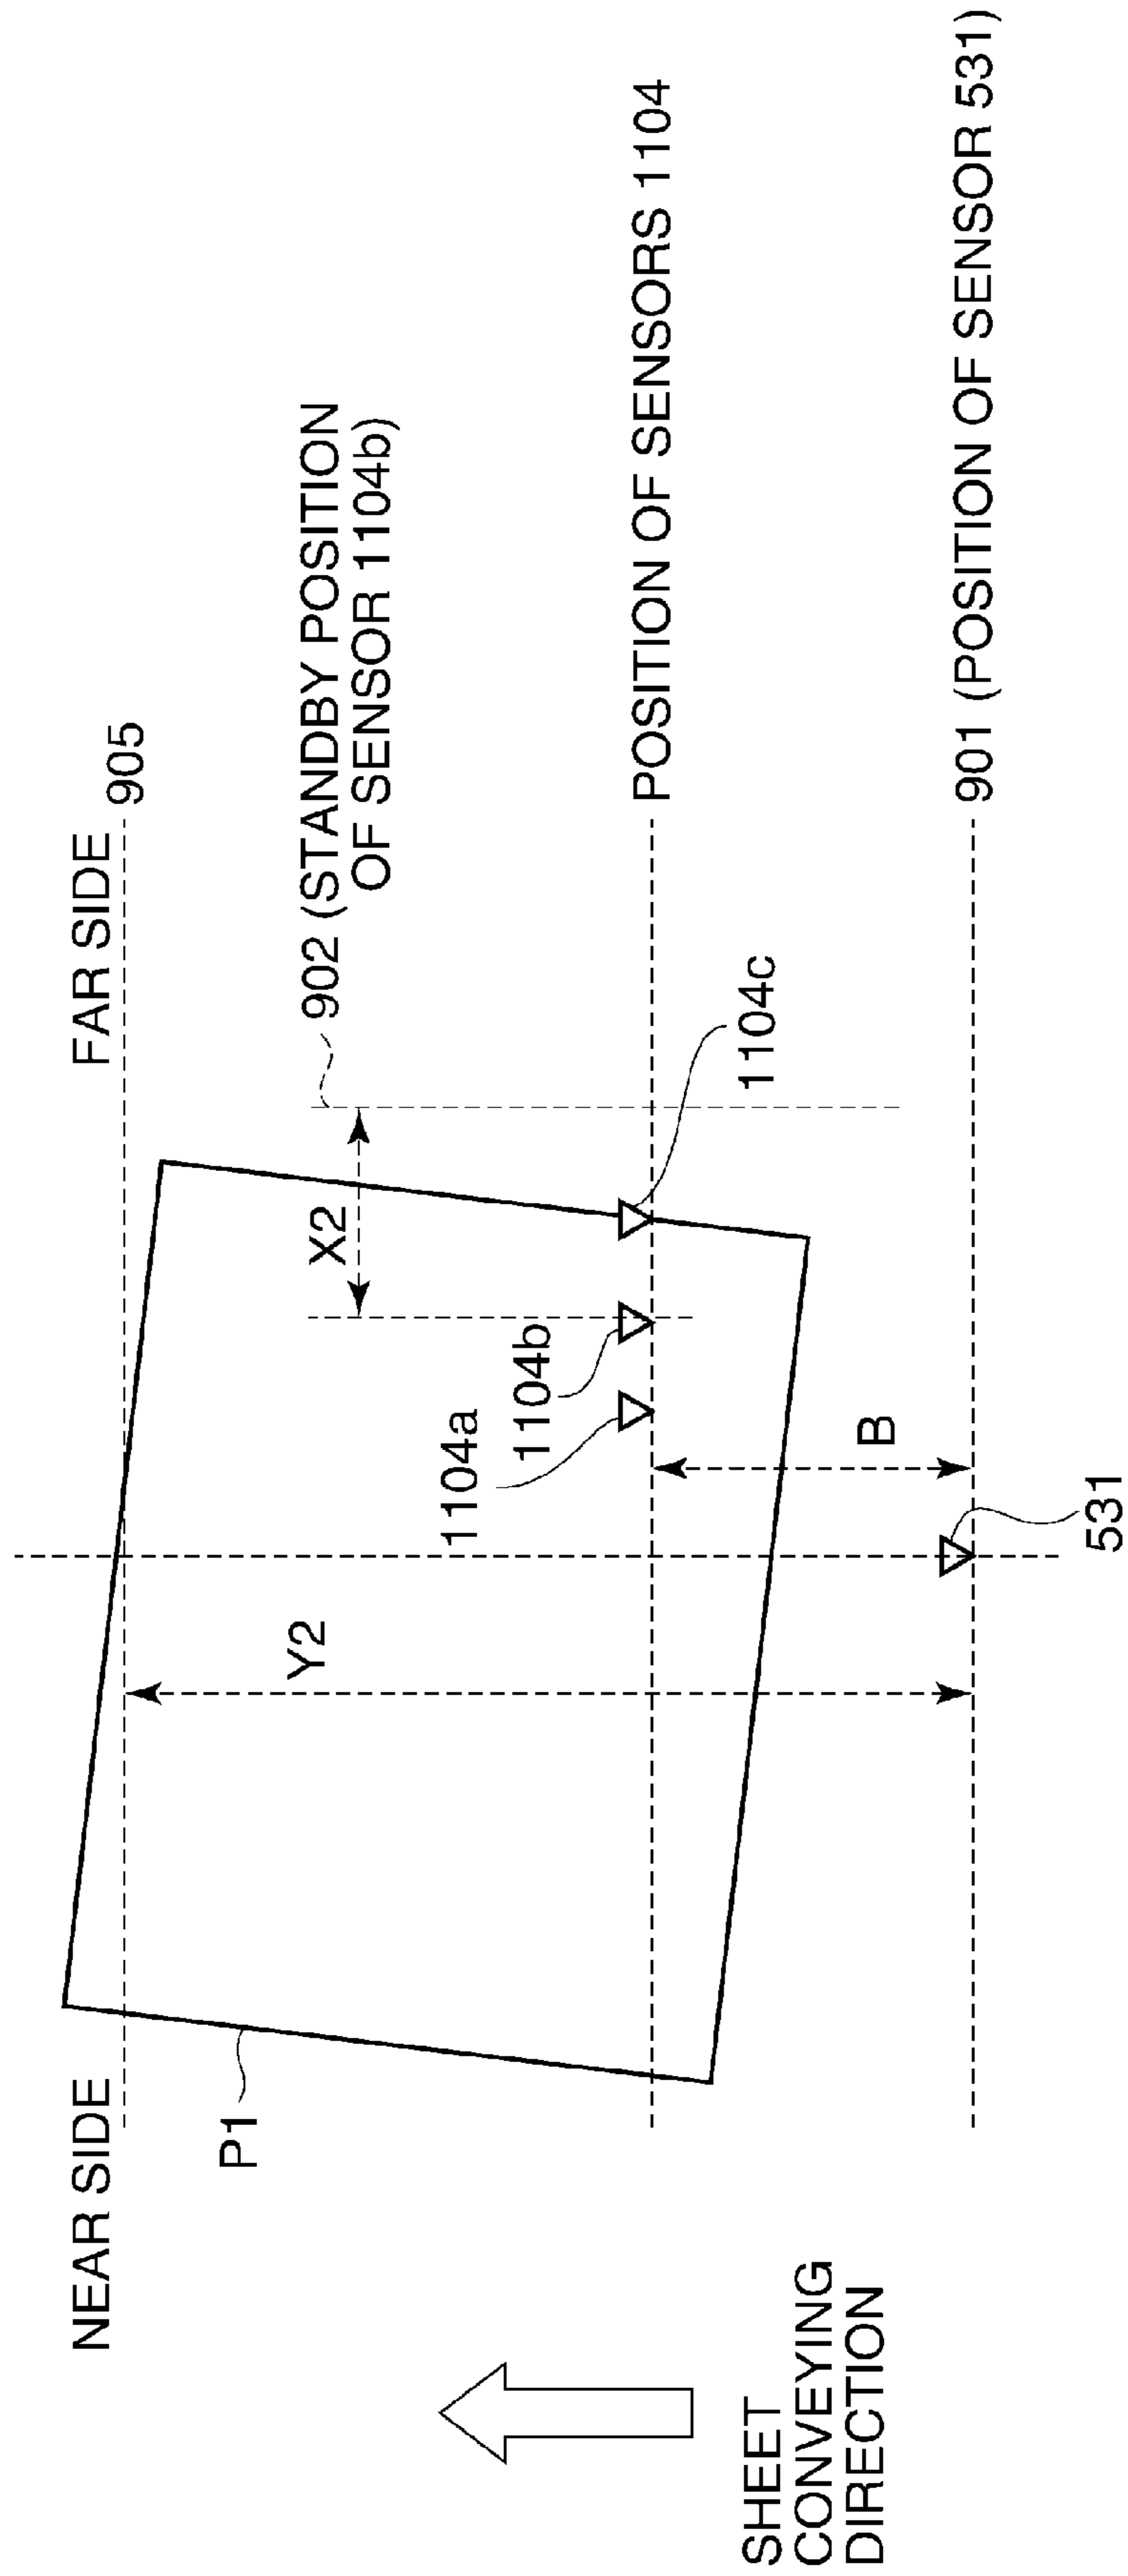 NEAR SIDE
FAR SIDE
905
P1
Y2
X2
902 (STANDBY POSITION
OF SENSOR 1104b)
1104a
1104b
1104c
POSITION OF SENSORS 1104
B
531
901 (POSITION OF SENSOR 531)
SHEET
CONVEYING
DIRECTION